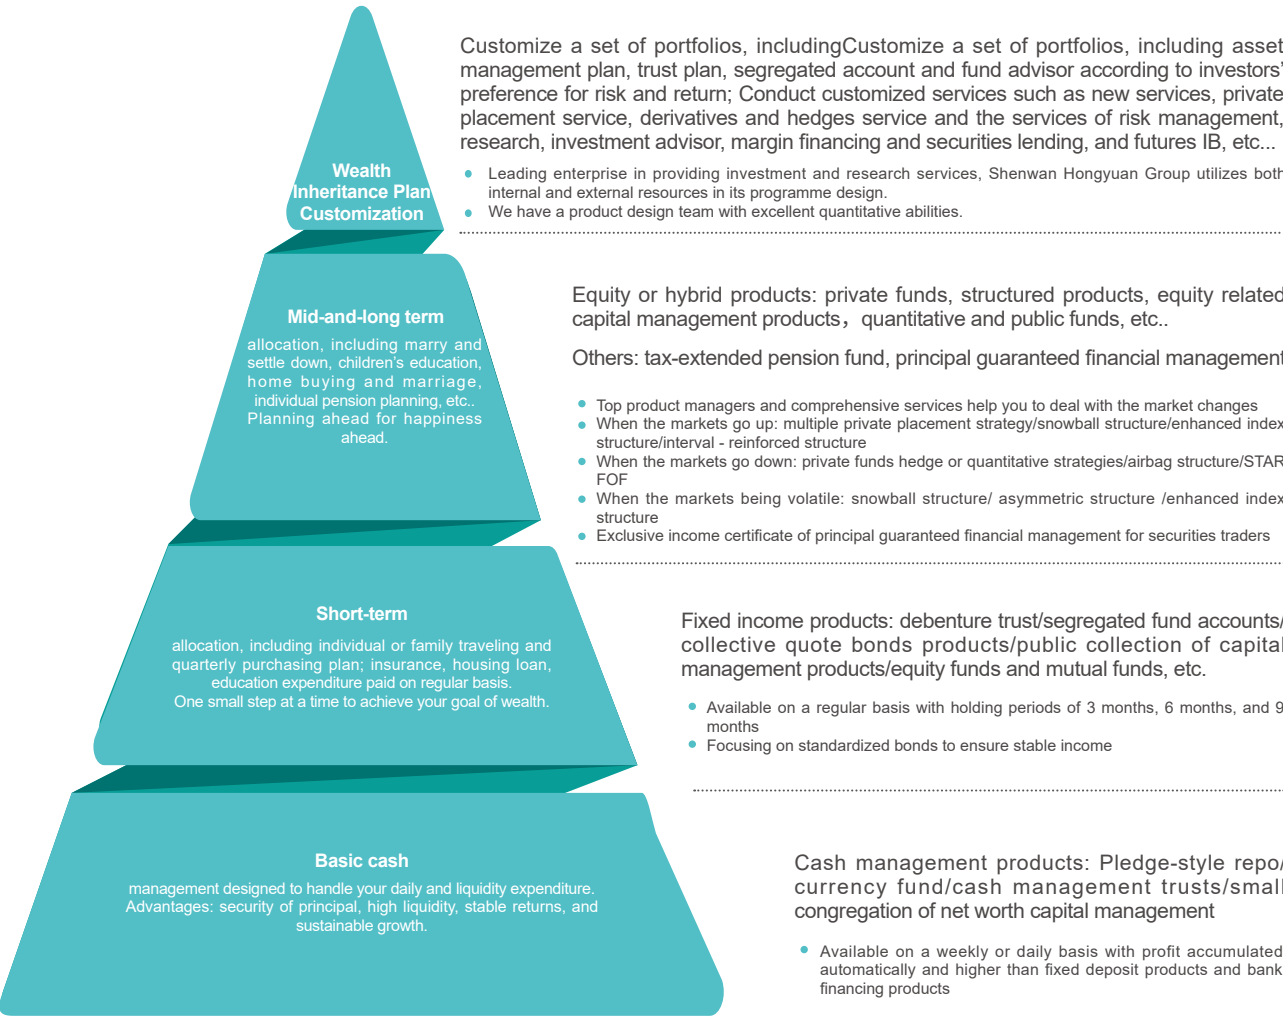 Customize a set of portfolios, includingCustomize a set of portfolios, including asset
management plan, trust plan, segregated account and fund advisor according to investors'
preference for risk and return; Conduct customized services such as new services, private
placement service, derivatives and hedges service and the services of risk management,
research, investment advisor, margin financing and securities lending, and futures IB, etc...
Wealth
Inheritance Plan
Customization
Leading enterprise in providing investment and research services, Shenwan Hongyuan Group utilizes both
internal and external resources in its programme design.
We have a product design team with excellent quantitative abilities.
Mid-and-long term
allocation, including marry and
settle down, children's education,
home buying and marriage,
individual pension planning, etc..
Planning ahead for happiness
ahead.
Equity or hybrid products: private funds, structured products, equity related
capital management products，quantitative and public funds, etc..
Others: tax-extended pension fund, principal guaranteed financial management
Top product managers and comprehensive services help you to deal with the market changes
When the markets go up: multiple private placement strategy/snowball structure/enhanced index
structure/interval - reinforced structure
When the markets go down: private funds hedge or quantitative strategies/airbag structure/STAR
FOF
When the markets being volatile: snowball structure/ asymmetric structure /enhanced index
structure
Exclusive income certificate of principal guaranteed financial management for securities traders
Short-term
allocation, including individual or family traveling and
quarterly purchasing plan; insurance, housing loan,
education expenditure paid on regular basis.
One small step at a time to achieve your goal of wealth.
Fixed income products: debenture trust/segregated fund accounts/
collective quote bonds products/public collection of capital
management products/equity funds and mutual funds, etc.
Available on a regular basis with holding periods of 3 months, 6 months, and 9
months
Focusing on standardized bonds to ensure stable income
Basic cash
management designed to handle your daily and liquidity expenditure.
Advantages: security of principal, high liquidity, stable returns, and
sustainable growth.
Cash management products: Pledge-style repo/
currency fund/cash management trusts/small
congregation of net worth capital management
Available on a weekly or daily basis with profit accumulated
automatically and higher than fixed deposit products and bank
financing products